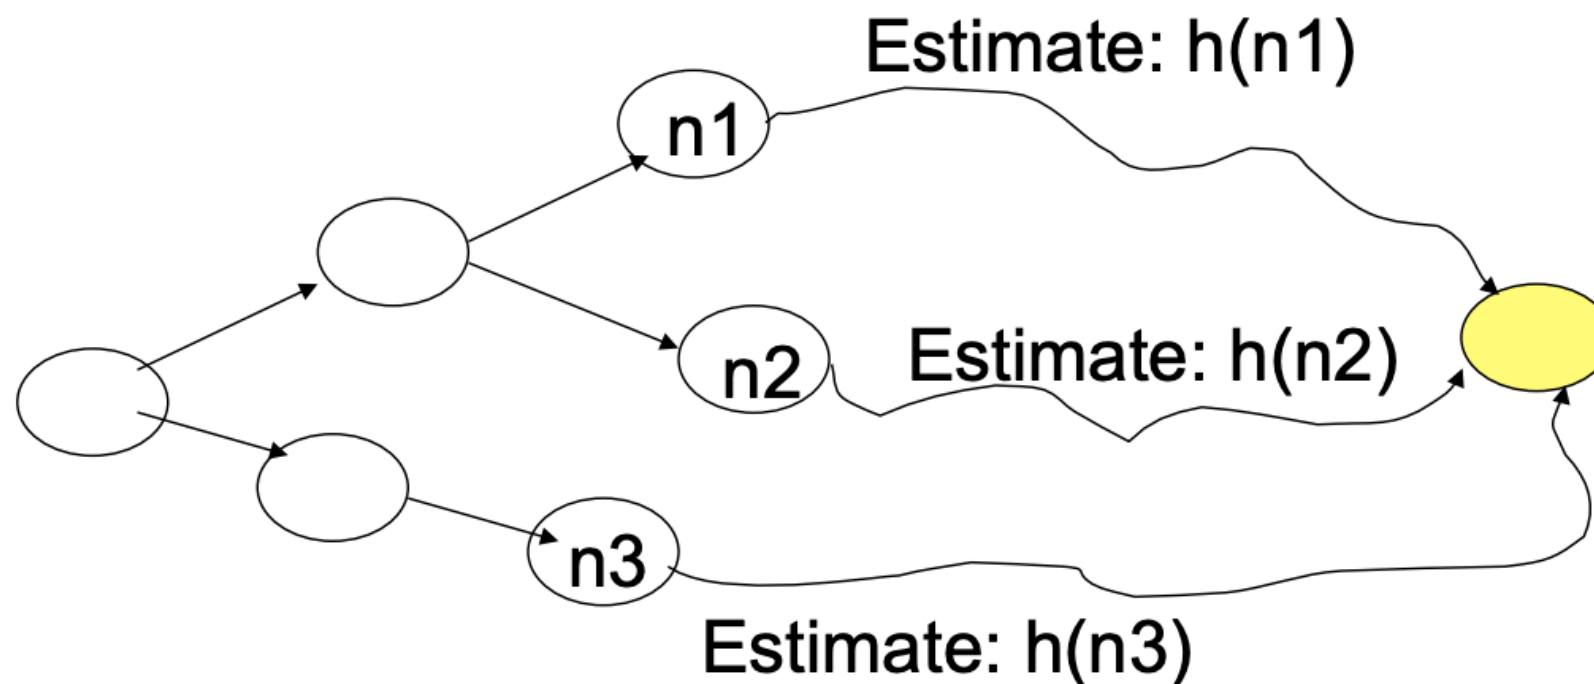 Estimate: h(n1)
n1
Estimate: h(n2)
n2
n3
Estimate: h(n3)